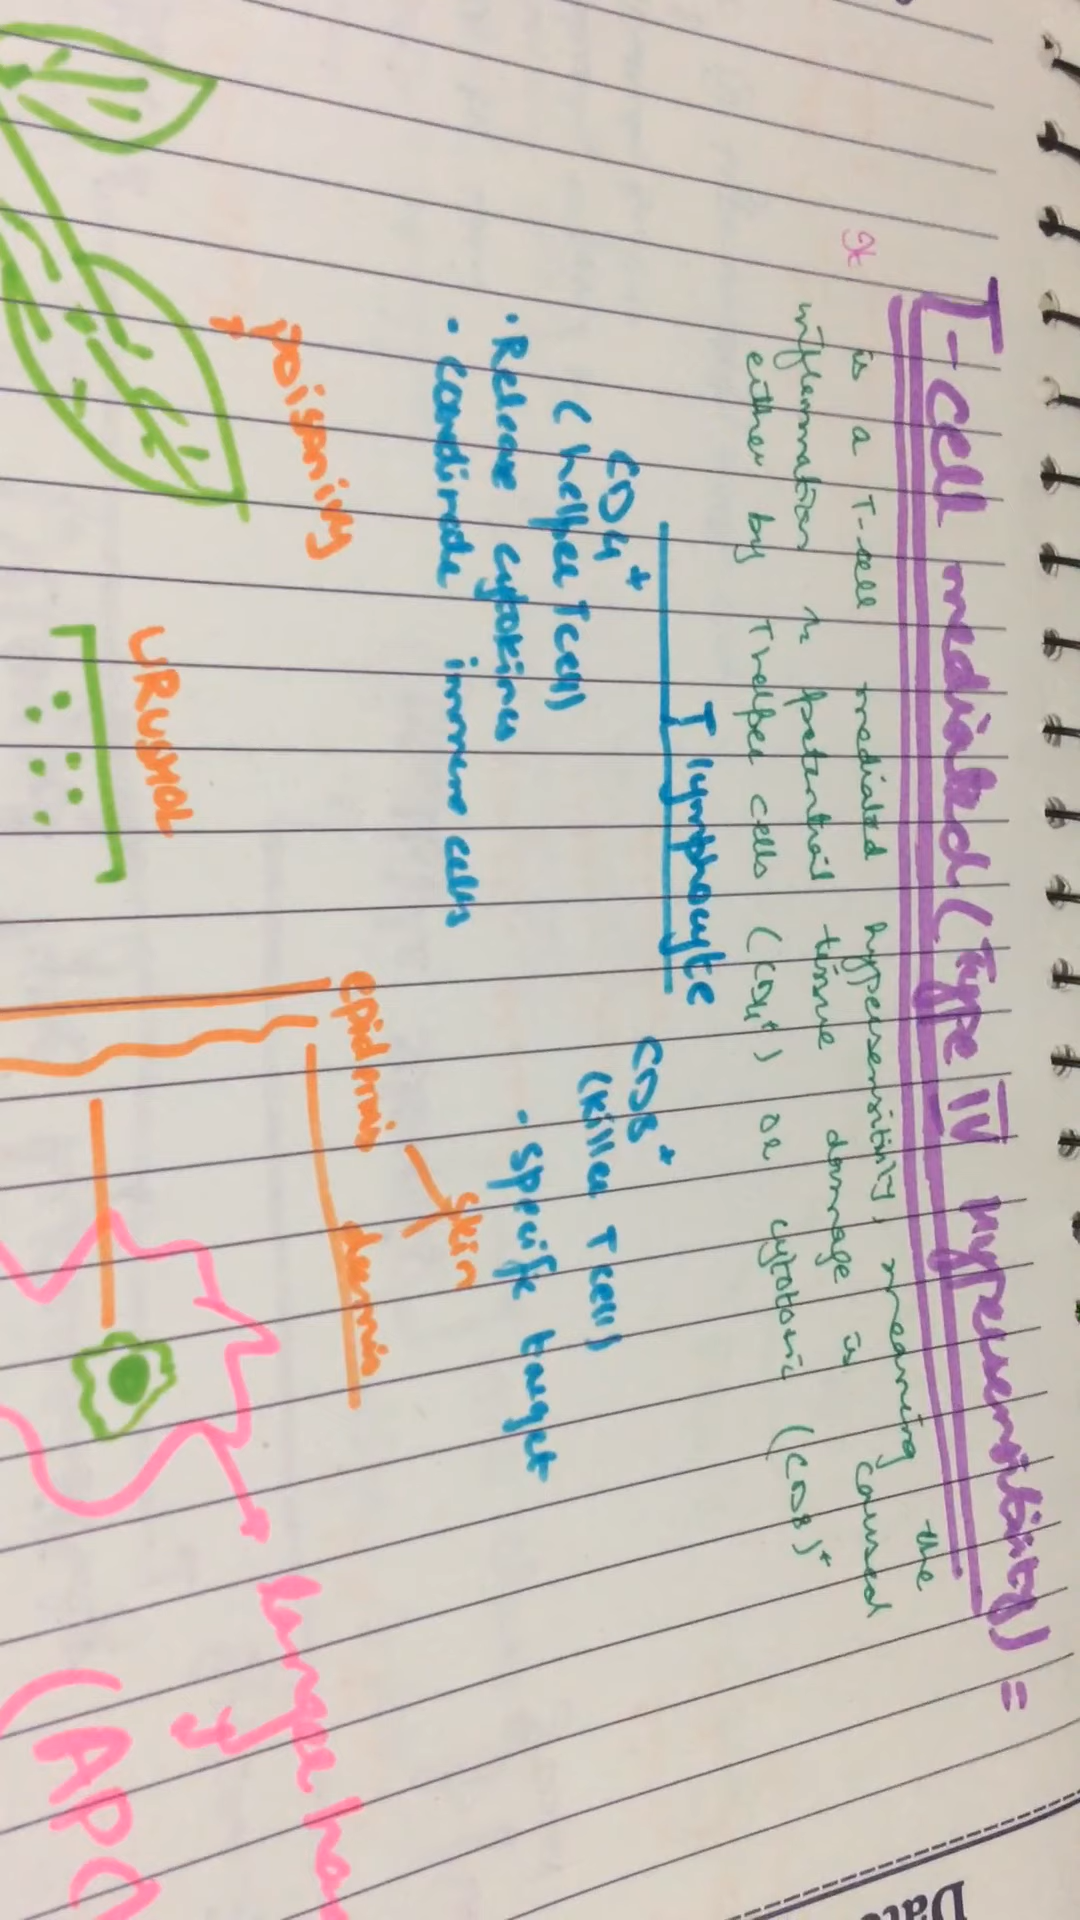 T-cell mediated (Type IV Hypersensitivity) =
* is a T-cell mediated hypersensitivity, meaning the
inflammation & potential tissue damage is caused
either by T helper cells (CD4+) or cytotoxic (CD8)+
T lymphocyte
CD4+
(helper T cell)
• Release cytokines
• coordinate immune cells
CD8+
(killer T cell)
- specific target
poison ivy
URushiol
epidermis
skin
dermis
langerhan
(APC
Date